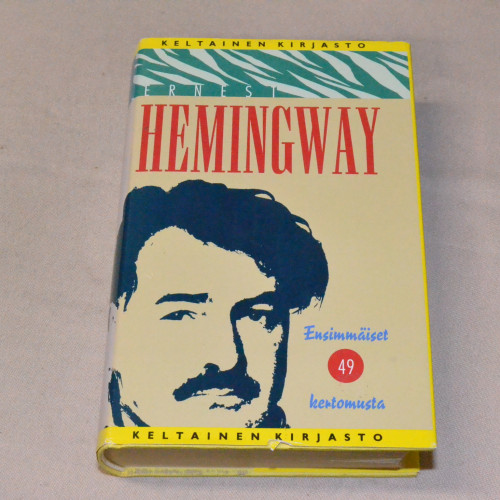 KELTAINEN KIRJASTO
ERNEST
HEMINGWAY
Ensimmäiset
49
kertomusta
KELTAINEN KIRJASTO